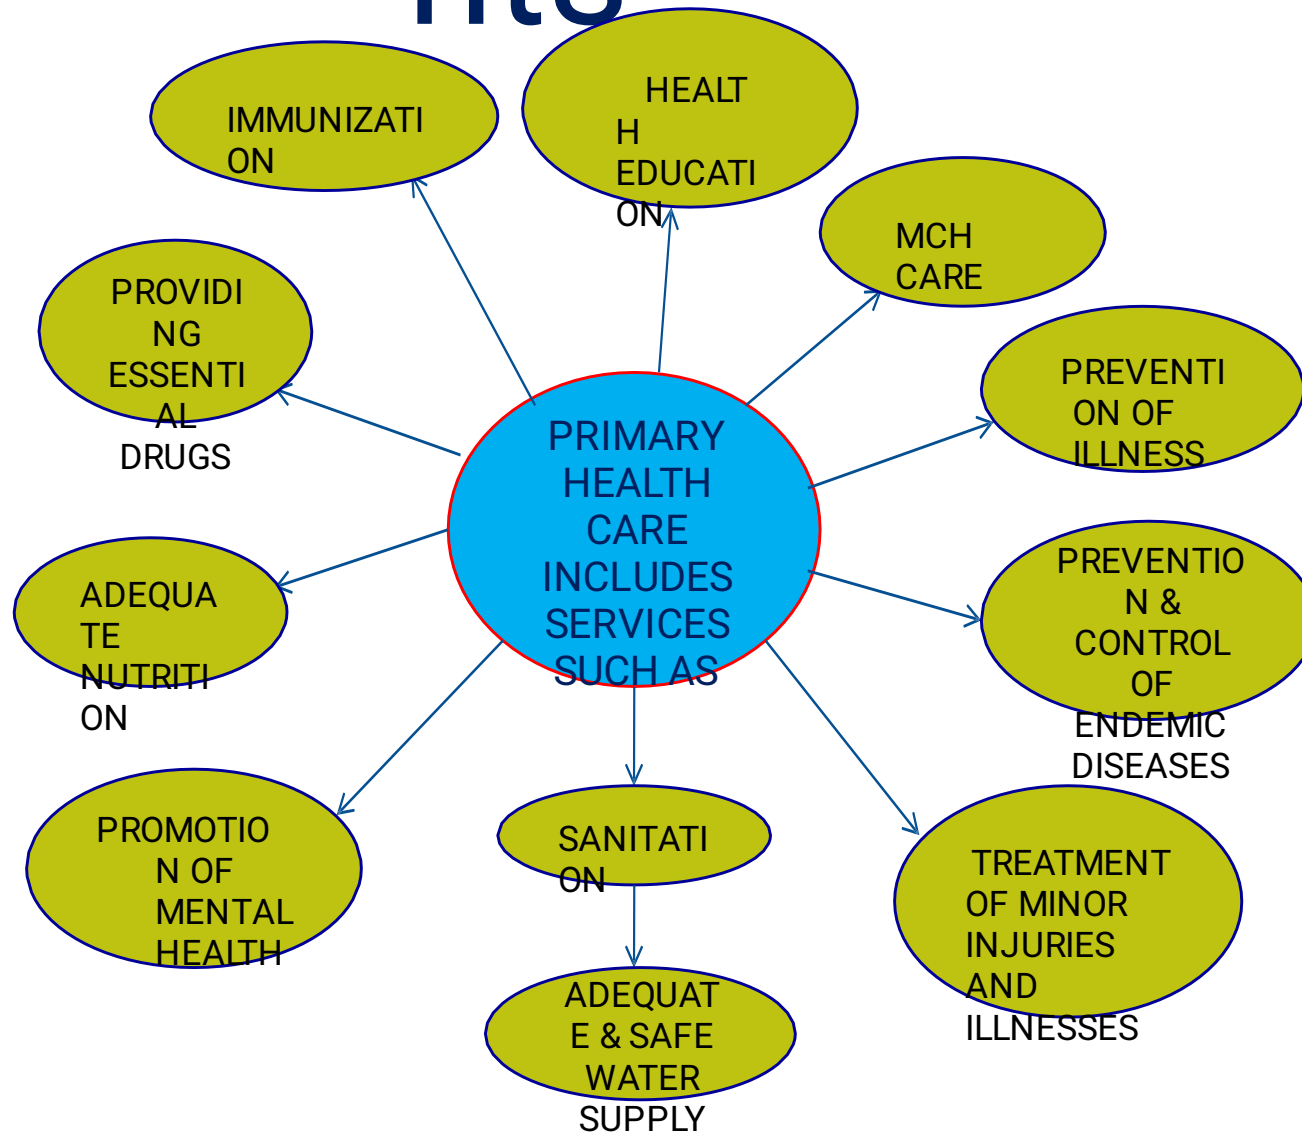 IMMUNIZATI
ON
HEALT
H
EDUCATI
ON
MCH
CARE
PROVIDI
NG
ESSENTI
AL
DRUGS
PREVENTI
ON OF
ILLNESS
PRIMARY
HEALTH
CARE
INCLUDES
SERVICES
SUCH AS
ADEQUA
TE
NUTRITI
ON
PREVENTIO
N &
CONTROL
OF
ENDEMIC
DISEASES
PROMOTIO
N OF
MENTAL
HEALTH
SANITATI
ON
TREATMENT
OF MINOR
INJURIES
AND
ILLNESSES
ADEQUAT
E & SAFE
WATER
SUPPLY